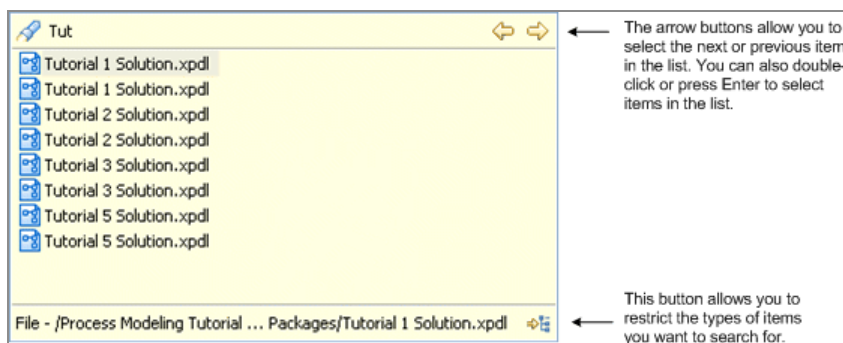 Tut
Tutorial 1 Solution.xpdl
Tutorial 1 Solution.xpdl
Tutorial 2 Solution.xpdl
Tutorial 2 Solution.xpdl
Tutorial 3 Solution.xpdl
Tutorial 3 Solution.xpdl
Tutorial 5 Solution.xpdl
Tutorial 5 Solution.xpdl
File - /Process Modeling Tutorial ... Packages/Tutorial 1 Solution.xpdl
The arrow buttons allow you to
select the next or previous item
in the list. You can also double-
click or press Enter to select
items in the list.
This button allows you to
restrict the types of items
you want to search for.